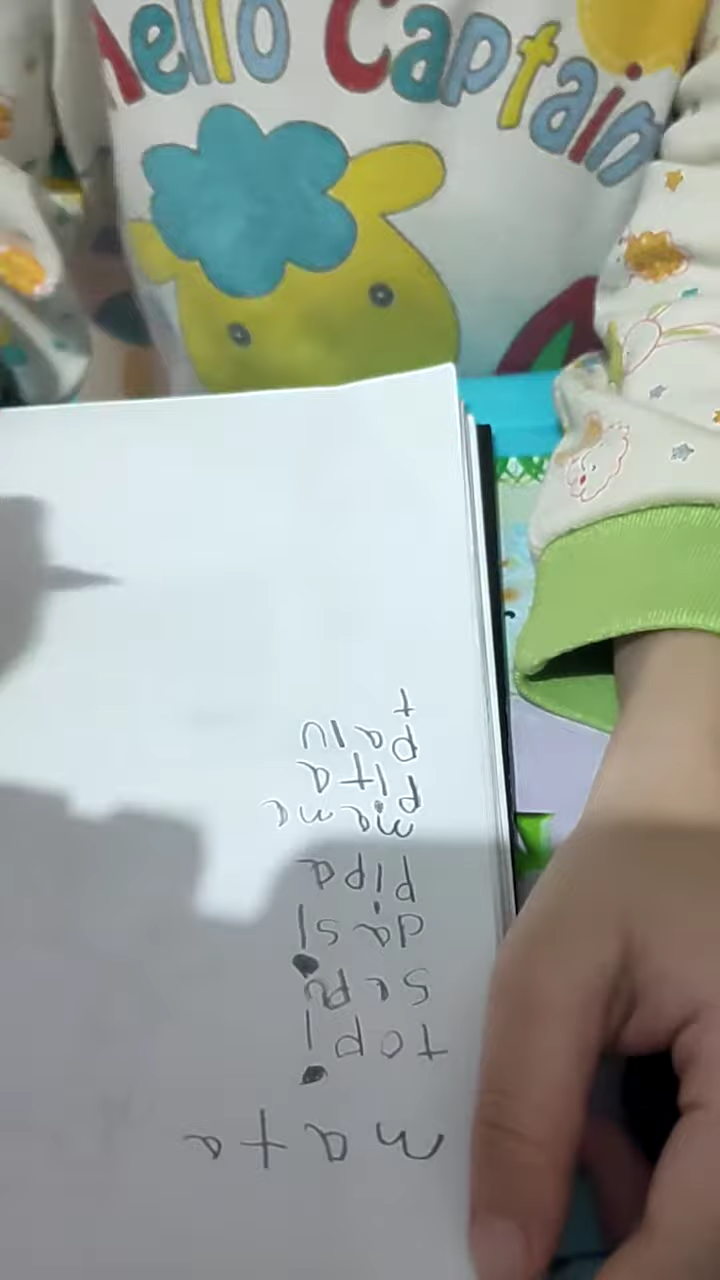 Hello Captain
mata
topi
sapu
dasi
pipa
mama
pita
palu
t